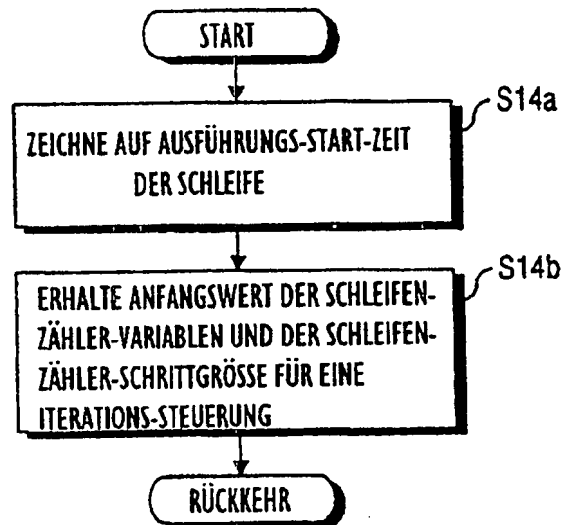 START
S14a
ZEICHNE AUF AUSFÜHRUNGS-START-ZEIT
DER SCHLEIFE
S14b
ERHALTE ANFANGSWERT DER SCHLEIFEN-
ZÄHLER-VARIABLEN UND DER SCHLEIFEN-
ZÄHLER-SCHRITTGRÖSSE FÜR EINE
ITERATIONS-STEUERUNG
RÜCKKEHR